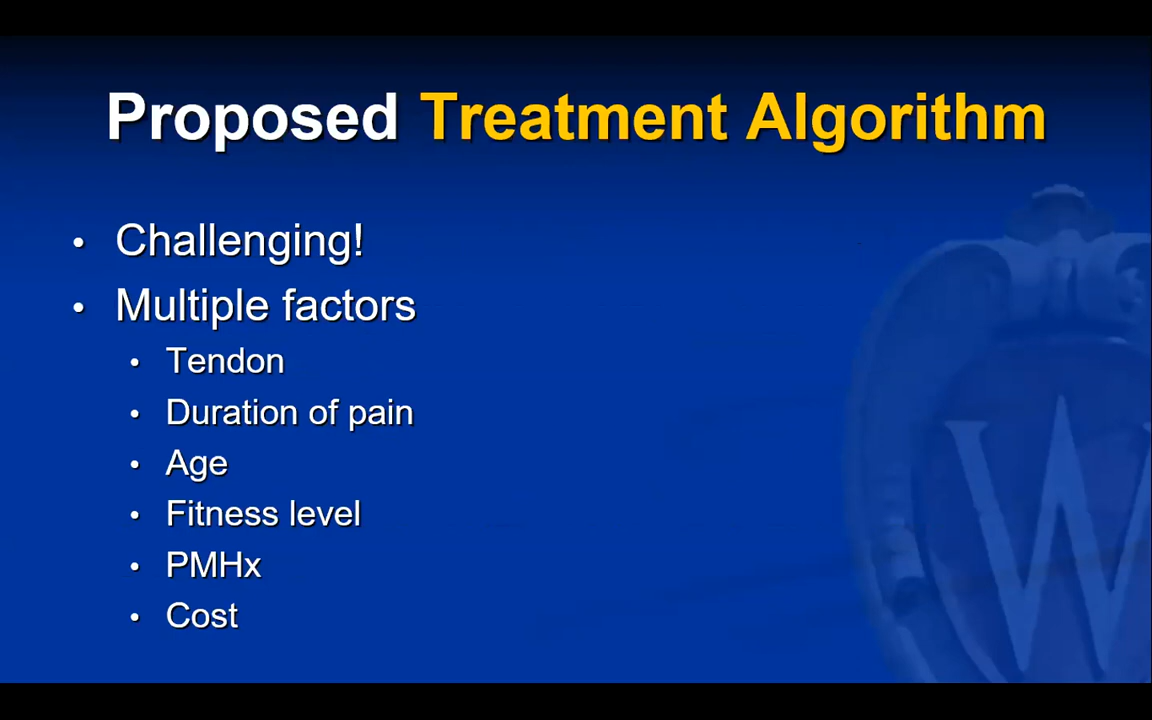 Proposed Treatment Algorithm
• Challenging!
• Multiple factors
• Tendon
• Duration of pain
• Age
• Fitness level
• PMHx
• Cost
W